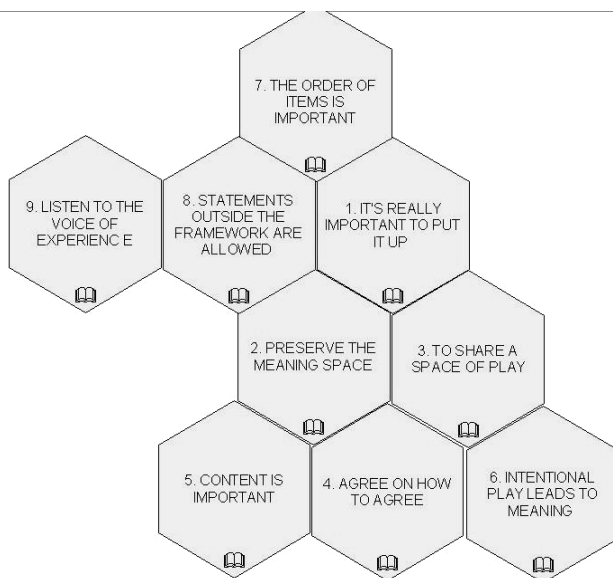 7. THE ORDER OF
ITEMS IS
IMPORTANT
9. LISTEN TO THE
VOICE OF
EXPERIENC E
8. STATEMENTS
OUTSIDE THE
FRAMEWORK ARE
ALLOWED
1. IT'S REALLY
IMPORTANT TO PUT
IT UP
2. PRESERVE THE
MEANING SPACE
3. TO SHARE A
SPACE OF PLAY
5. CONTENT IS
IMPORTANT
4. AGREE ON HOW
TO AGREE
6. INTENTIONAL
PLAY LEADS TO
MEANING